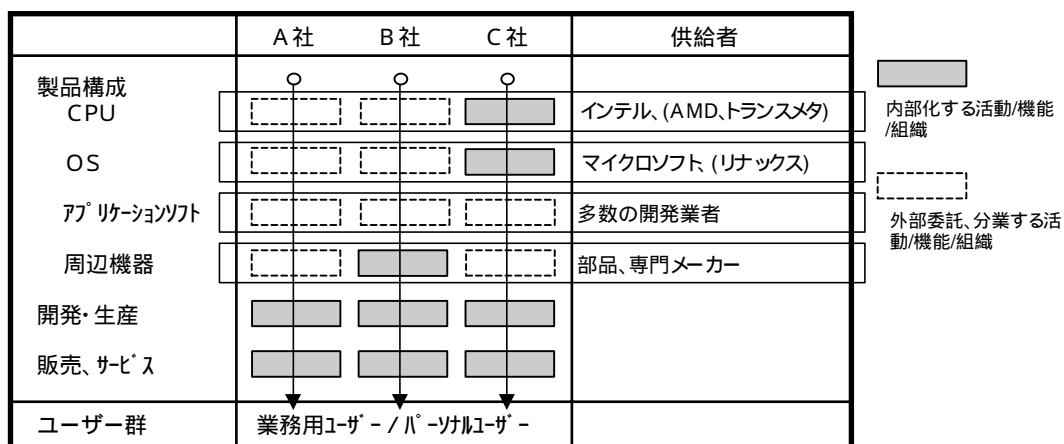 A社 B社 C社 供給者
製品構成
CPU インテル、(AMD、トランスメタ)
OS マイクロソフト、(リナックス)
アプリケーションソフト 多数の開発業者
周辺機器 部品、専門メーカー
開発・生産
販売、サービス
ユーザー群 業務用ユーザー / パーソナルユーザー
内部化する活動/機能
/組織
外部委託、分業する活
動/機能/組織